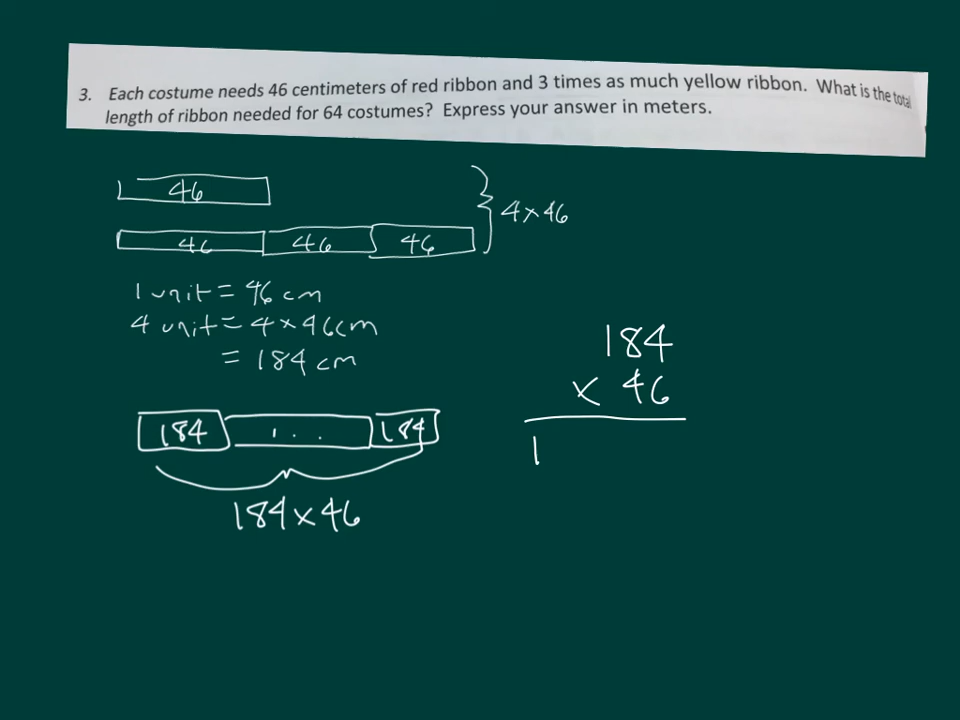 3. Each costume needs 46 centimeters of red ribbon and 3 times as much yellow ribbon. What is the total
length of ribbon needed for 64 costumes? Express your answer in meters.
46
4×46
46 46 46
1 unit = 46 cm
4 unit = 4×46cm
= 184 cm
184
× 46
1
184 ... 184
184×46